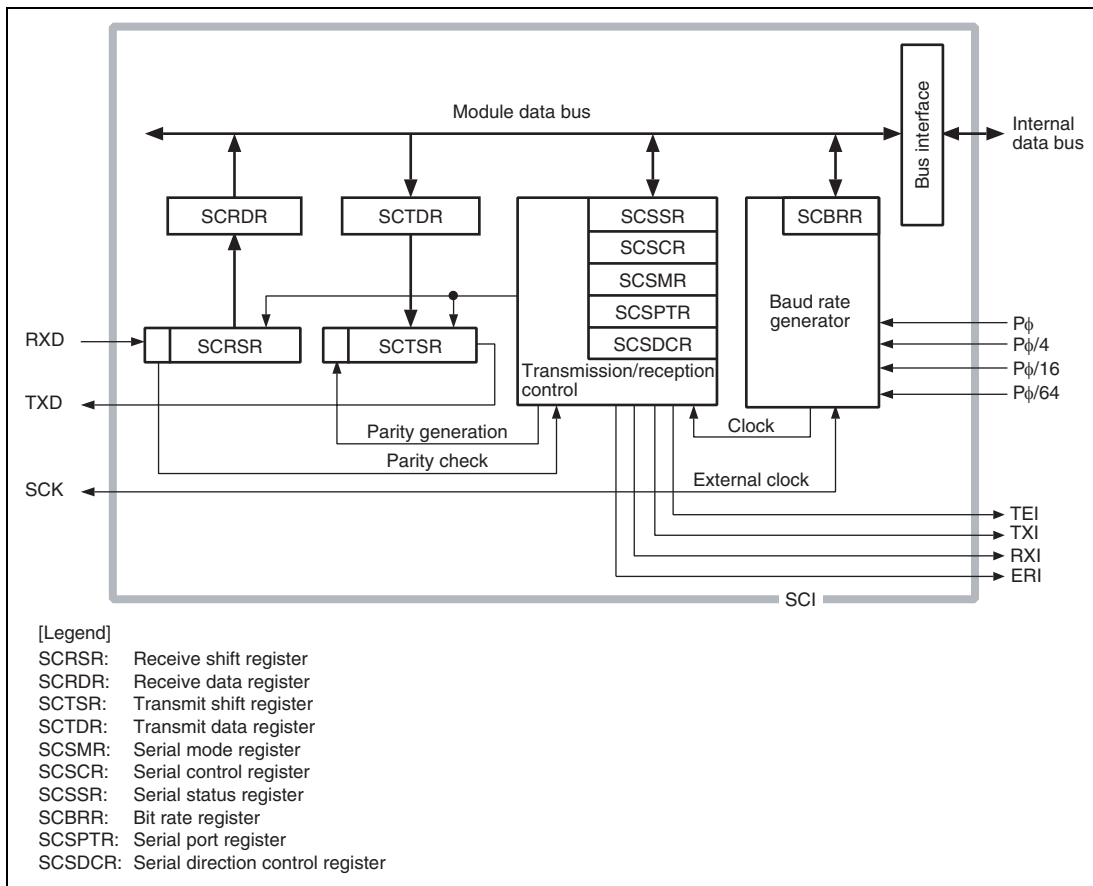 Module data bus
Bus interface
Internal
data bus
SCRDR
SCTDR
SCSSR
SCBRR
SCSCR
SCSMR
SCSPTR
SCSDCR
Baud rate
generator
RXD
SCRSR
SCTSR
Transmission/reception
control
Pϕ
Pϕ/4
Pϕ/16
Pϕ/64
TXD
Parity generation
Clock
Parity check
SCK
External clock
TEI
TXI
RXI
ERI
SCI
[Legend]
SCRSR: Receive shift register
SCRDR: Receive data register
SCTSR: Transmit shift register
SCTDR: Transmit data register
SCSMR: Serial mode register
SCSCR: Serial control register
SCSSR: Serial status register
SCBRR: Bit rate register
SCSPTR: Serial port register
SCSDCR: Serial direction control register